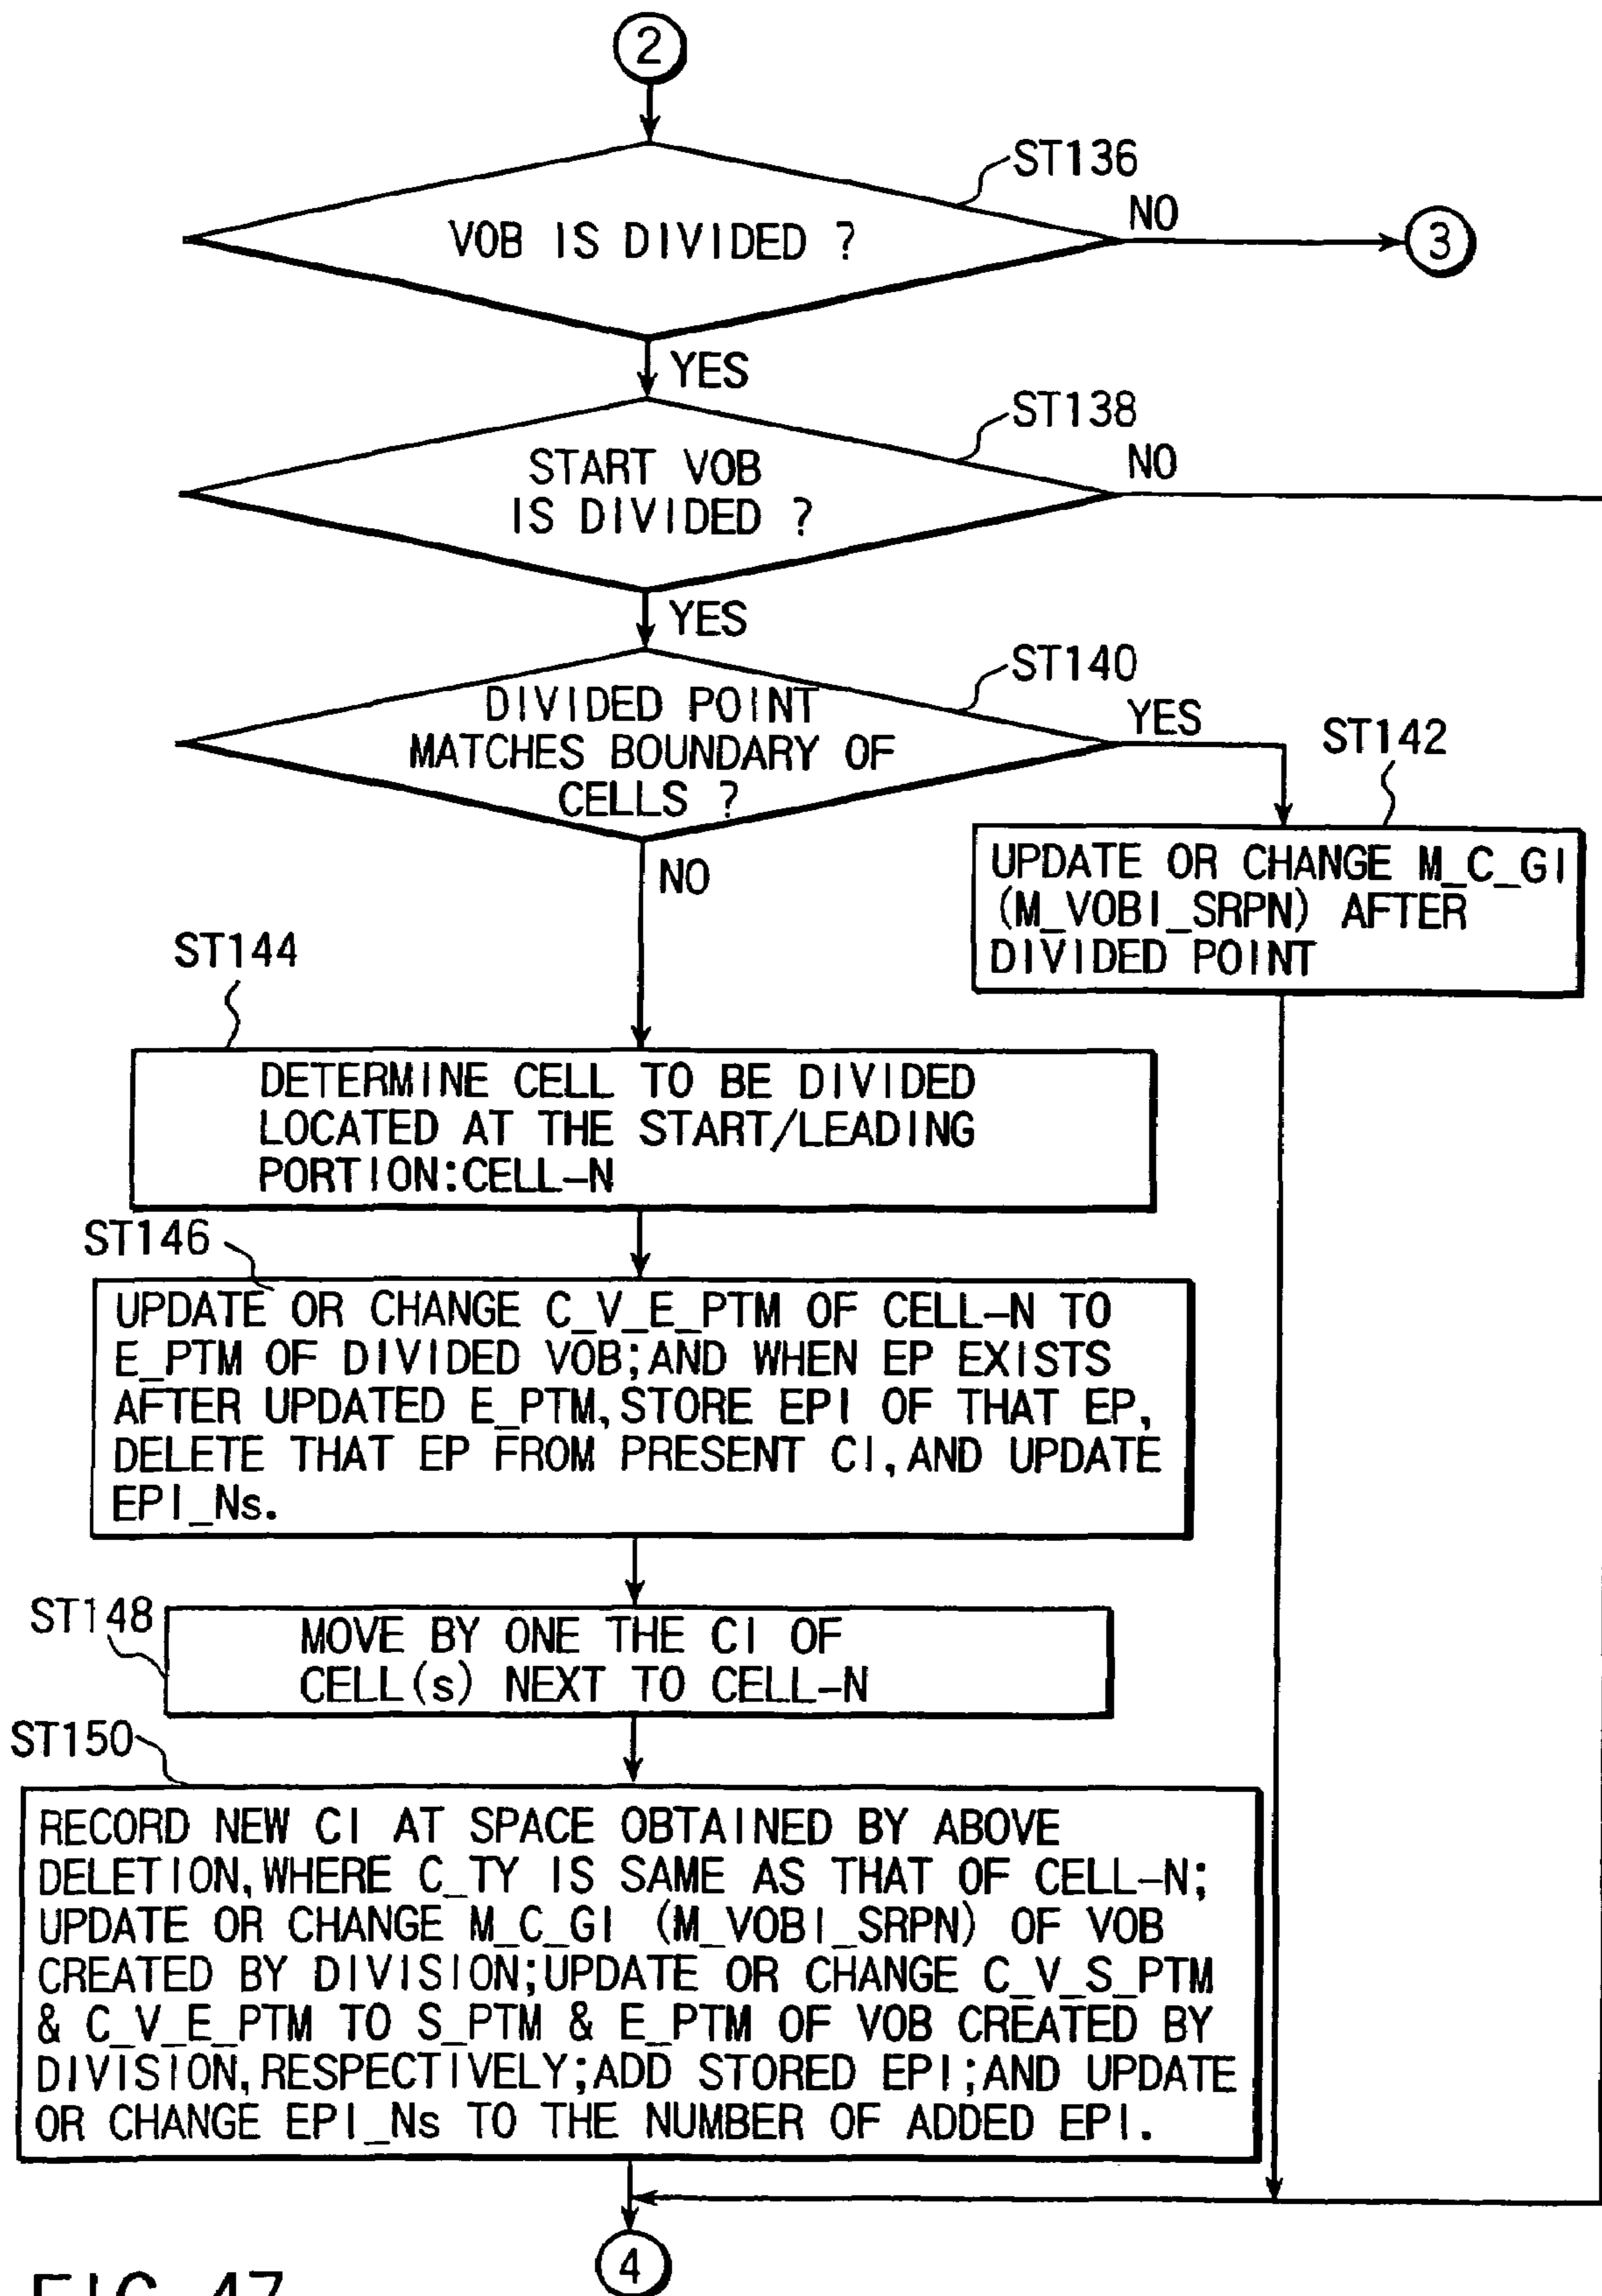 2
ST136
VOB IS DIVIDED ?
NO
3
YES
ST138
START VOB
IS DIVIDED ?
NO
YES
ST140
DIVIDED POINT
MATCHES BOUNDARY OF
CELLS ?
YES
NO
ST142
UPDATE OR CHANGE M_C_GI
(M_VOBI_SRPN) AFTER
DIVIDED POINT
ST144
DETERMINE CELL TO BE DIVIDED
LOCATED AT THE START/LEADING
PORTION:CELL-N
ST146
UPDATE OR CHANGE C_V_E_PTM OF CELL-N TO
E_PTM OF DIVIDED VOB;AND WHEN EP EXISTS
AFTER UPDATED E_PTM,STORE EPI OF THAT EP,
DELETE THAT EP FROM PRESENT CI,AND UPDATE
EPI_Ns.
ST148
MOVE BY ONE THE CI OF
CELL(s) NEXT TO CELL-N
ST150
RECORD NEW CI AT SPACE OBTAINED BY ABOVE
DELETION,WHERE C_TY IS SAME AS THAT OF CELL-N;
UPDATE OR CHANGE M_C_GI (M_VOBI_SRPN) OF VOB
CREATED BY DIVISION;UPDATE OR CHANGE C_V_S_PTM
& C_V_E_PTM TO S_PTM & E_PTM OF VOB CREATED BY
DIVISION,RESPECTIVELY;ADD STORED EPI;AND UPDATE
OR CHANGE EPI_Ns TO THE NUMBER OF ADDED EPI.
4
FIG. 47